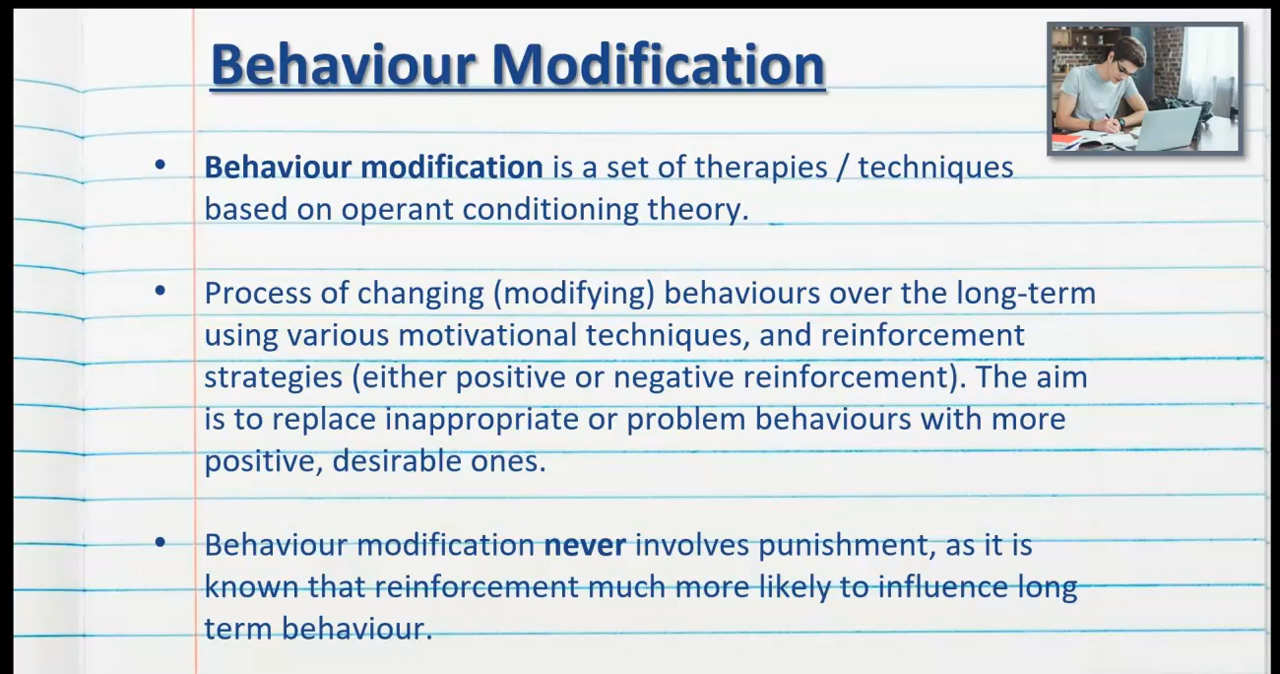 Behaviour Modification
• Behaviour modification is a set of therapies / techniques
based on operant conditioning theory.
• Process of changing (modifying) behaviours over the long-term
using various motivational techniques, and reinforcement
strategies (either positive or negative reinforcement). The aim
is to replace inappropriate or problem behaviours with more
positive, desirable ones.
• Behaviour modification never involves punishment, as it is
known that reinforcement much more likely to influence long
term behaviour.